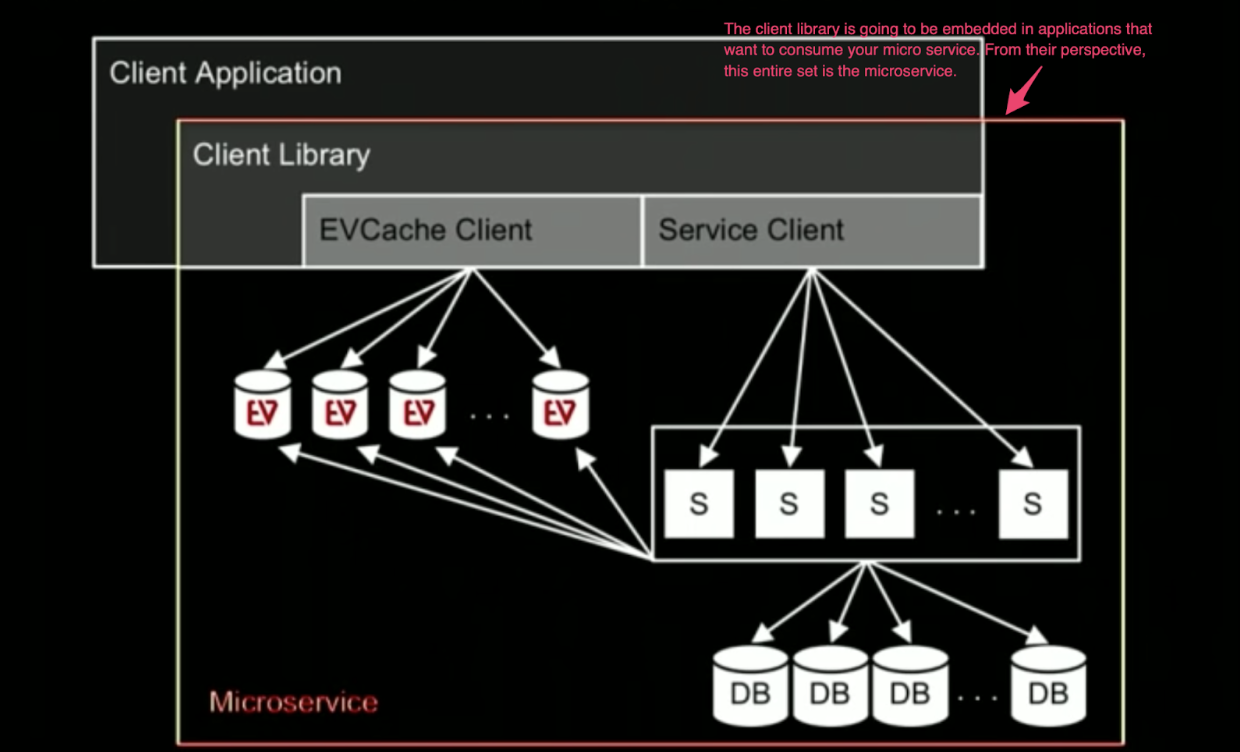 The client library is going to be embedded in applications that
want to consume your micro service. From their perspective,
this entire set is the microservice.
Client Application
Client Library
EVCache Client
Service Client
EV EV EV . . . EV
S S S . . . S
DB DB DB . . . DB
Microservice